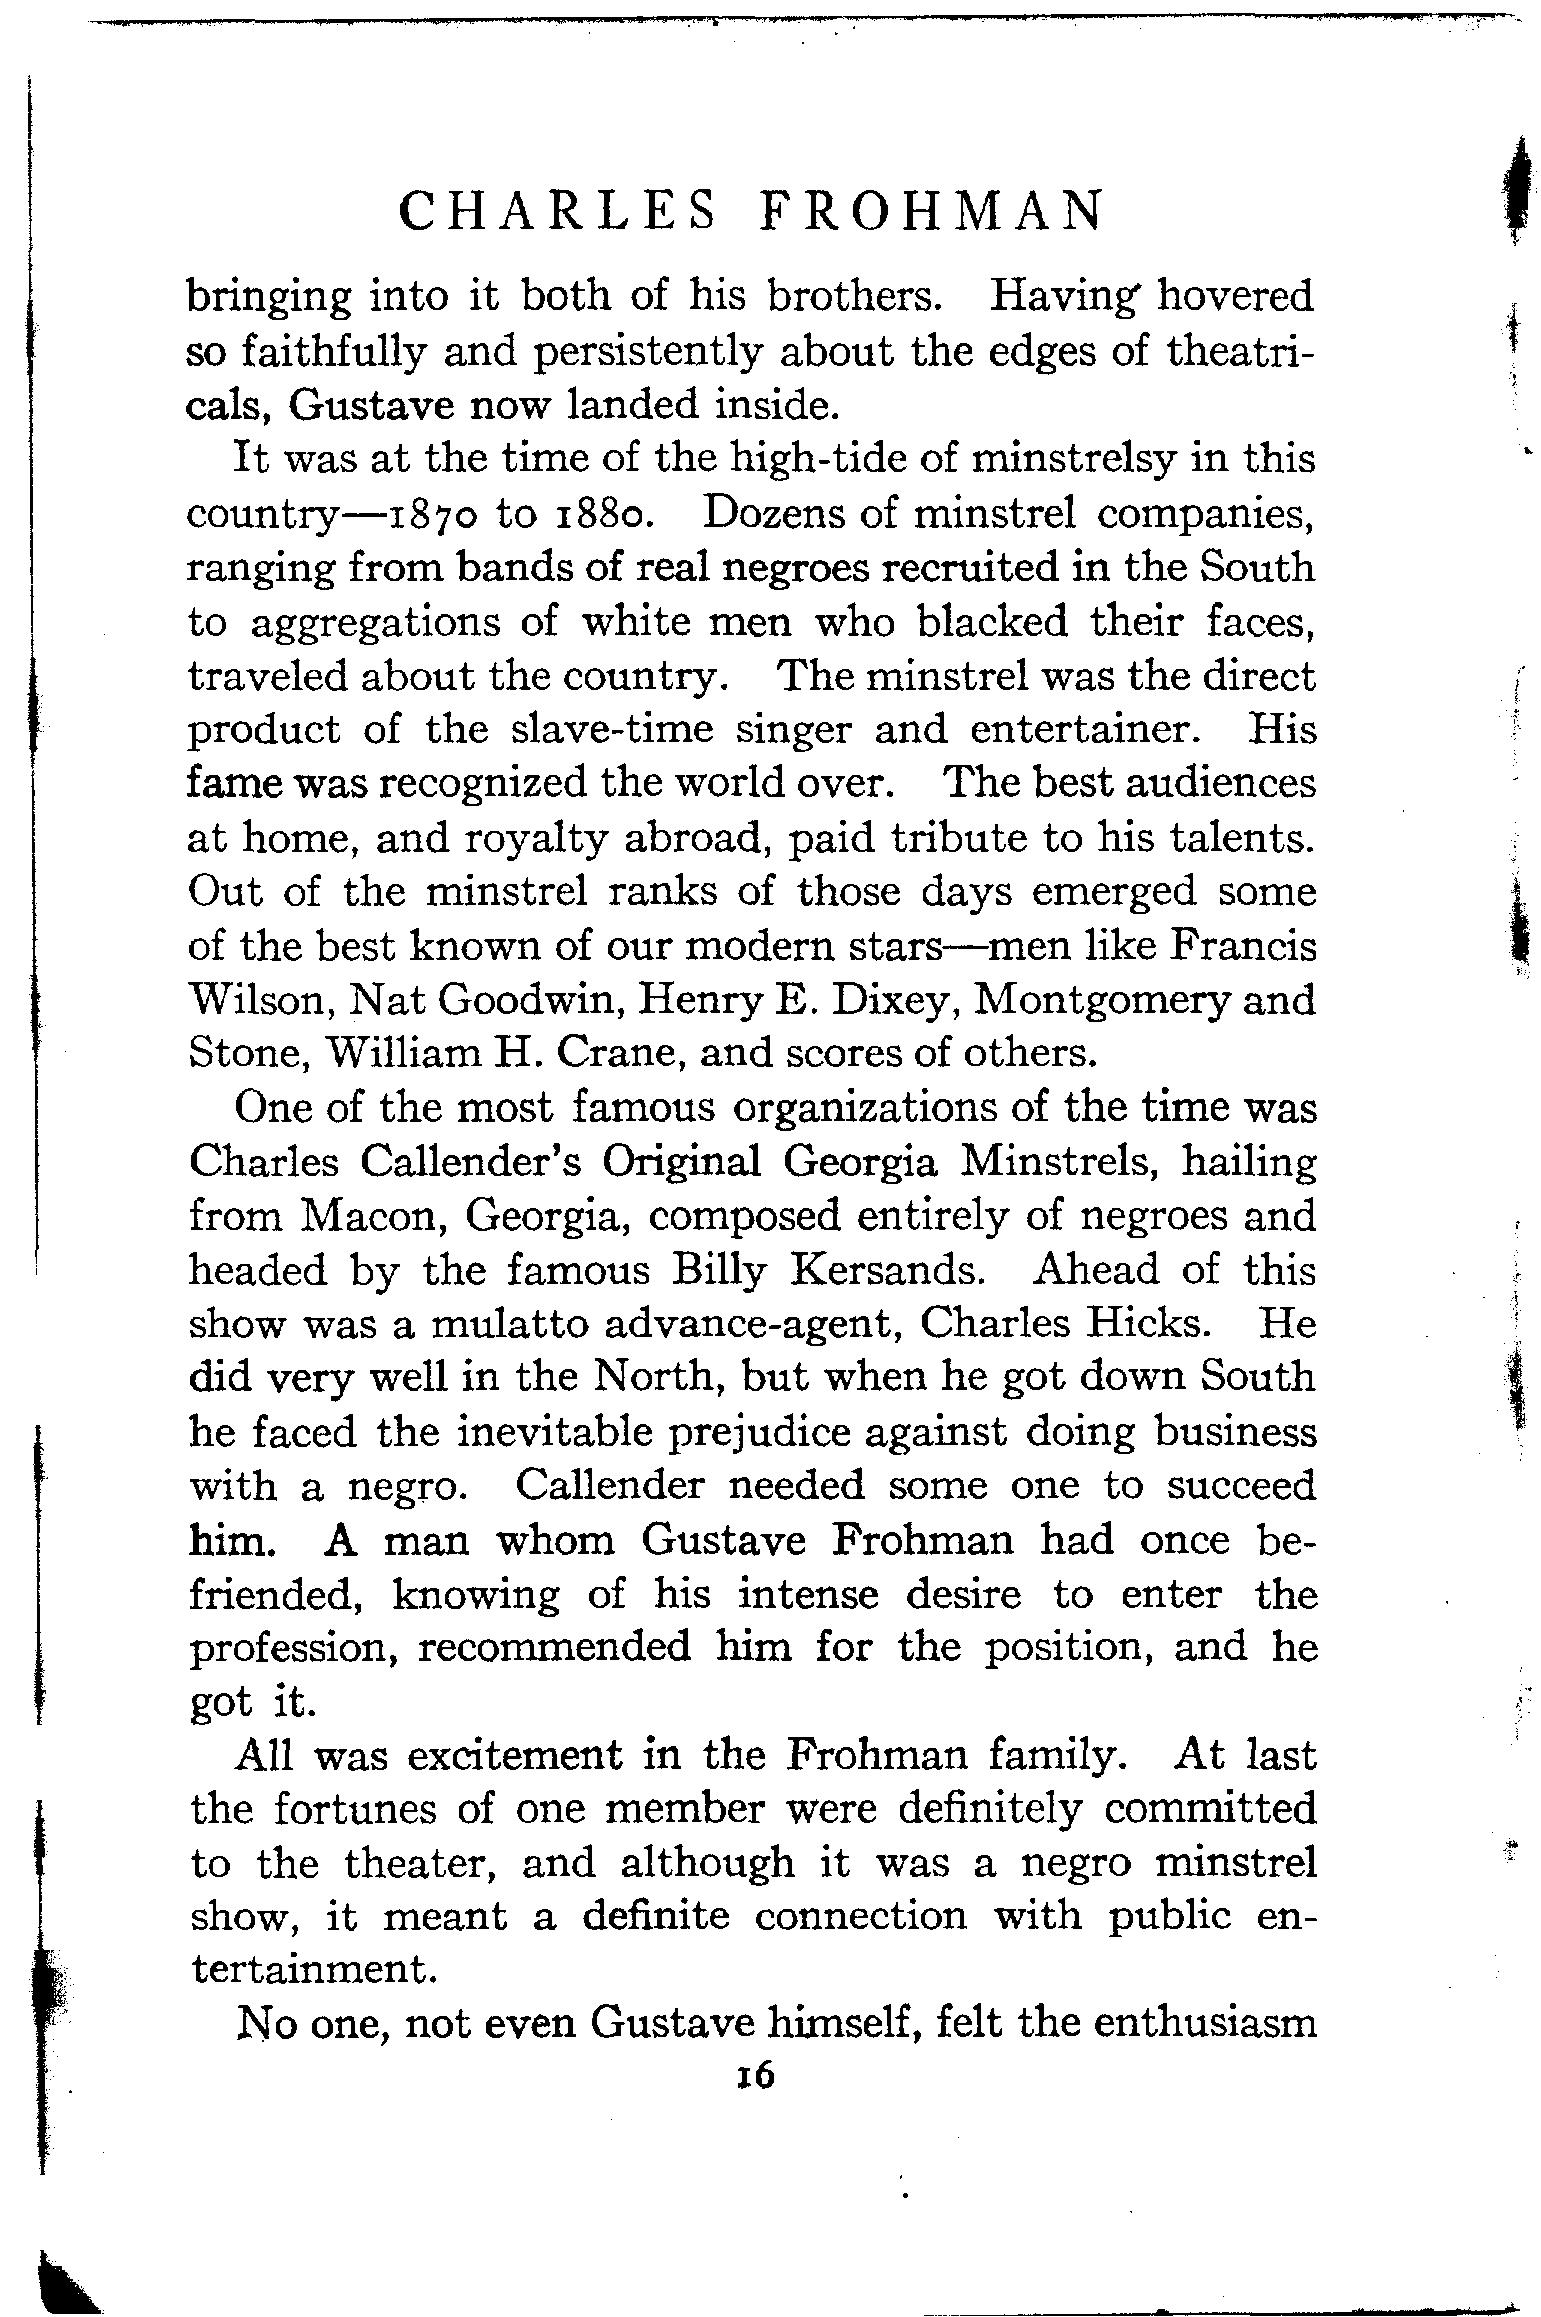 CHARLES FROHMAN
bringing into it both of his brothers. Having hovered
so faithfully and persistently about the edges of theatri-
cals, Gustave now landed inside.
It was at the time of the high-tide of minstrelsy in this
country—1870 to 1880. Dozens of minstrel companies,
ranging from bands of real negroes recruited in the South
to aggregations of white men who blacked their faces,
traveled about the country. The minstrel was the direct
product of the slave-time singer and entertainer. His
fame was recognized the world over. The best audiences
at home, and royalty abroad, paid tribute to his talents.
Out of the minstrel ranks of those days emerged some
of the best known of our modern stars—men like Francis
Wilson, Nat Goodwin, Henry E. Dixey, Montgomery and
Stone, William H. Crane, and scores of others.
One of the most famous organizations of the time was
Charles Callender's Original Georgia Minstrels, hailing
from Macon, Georgia, composed entirely of negroes and
headed by the famous Billy Kersands. Ahead of this
show was a mulatto advance-agent, Charles Hicks. He
did very well in the North, but when he got down South
he faced the inevitable prejudice against doing business
with a negro. Callender needed some one to succeed
him. A man whom Gustave Frohman had once be-
friended, knowing of his intense desire to enter the
profession, recommended him for the position, and he
got it.
All was excitement in the Frohman family. At last
the fortunes of one member were definitely committed
to the theater, and although it was a negro minstrel
show, it meant a definite connection with public en-
tertainment.
No one, not even Gustave himself, felt the enthusiasm
16